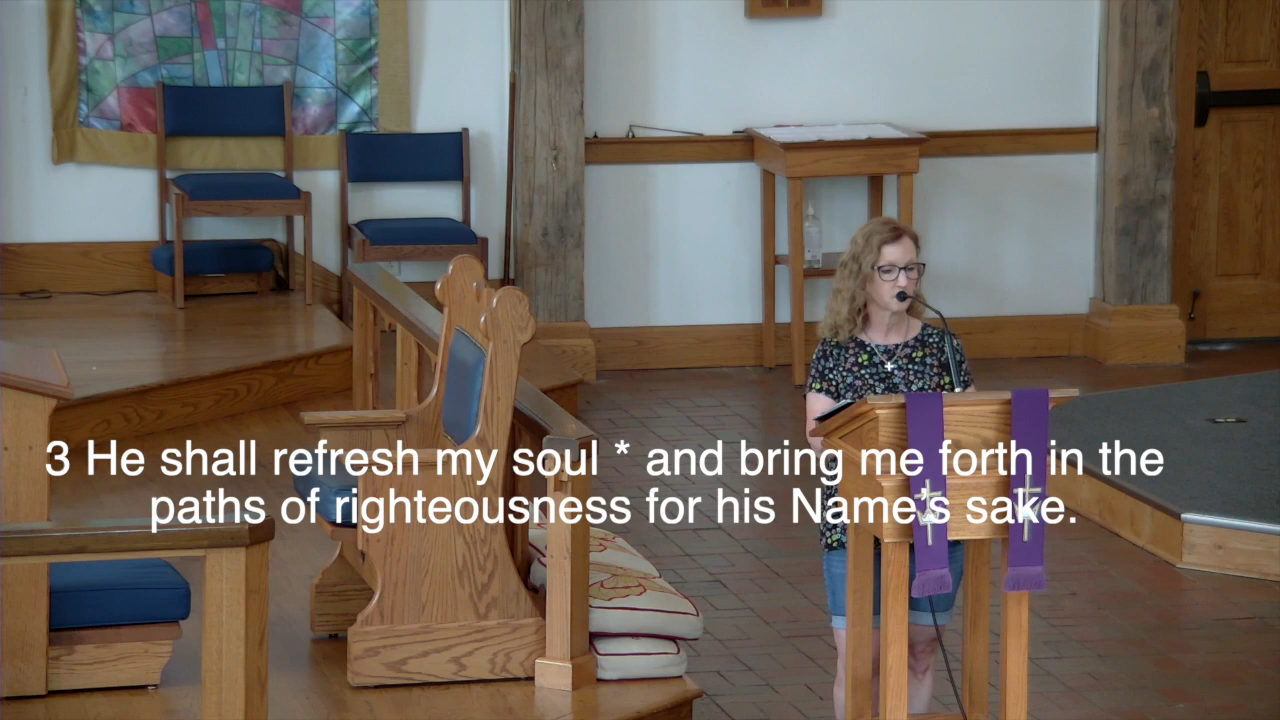 3 He shall refresh my soul * and bring me forth in the
paths of righteousness for his Name's sake.